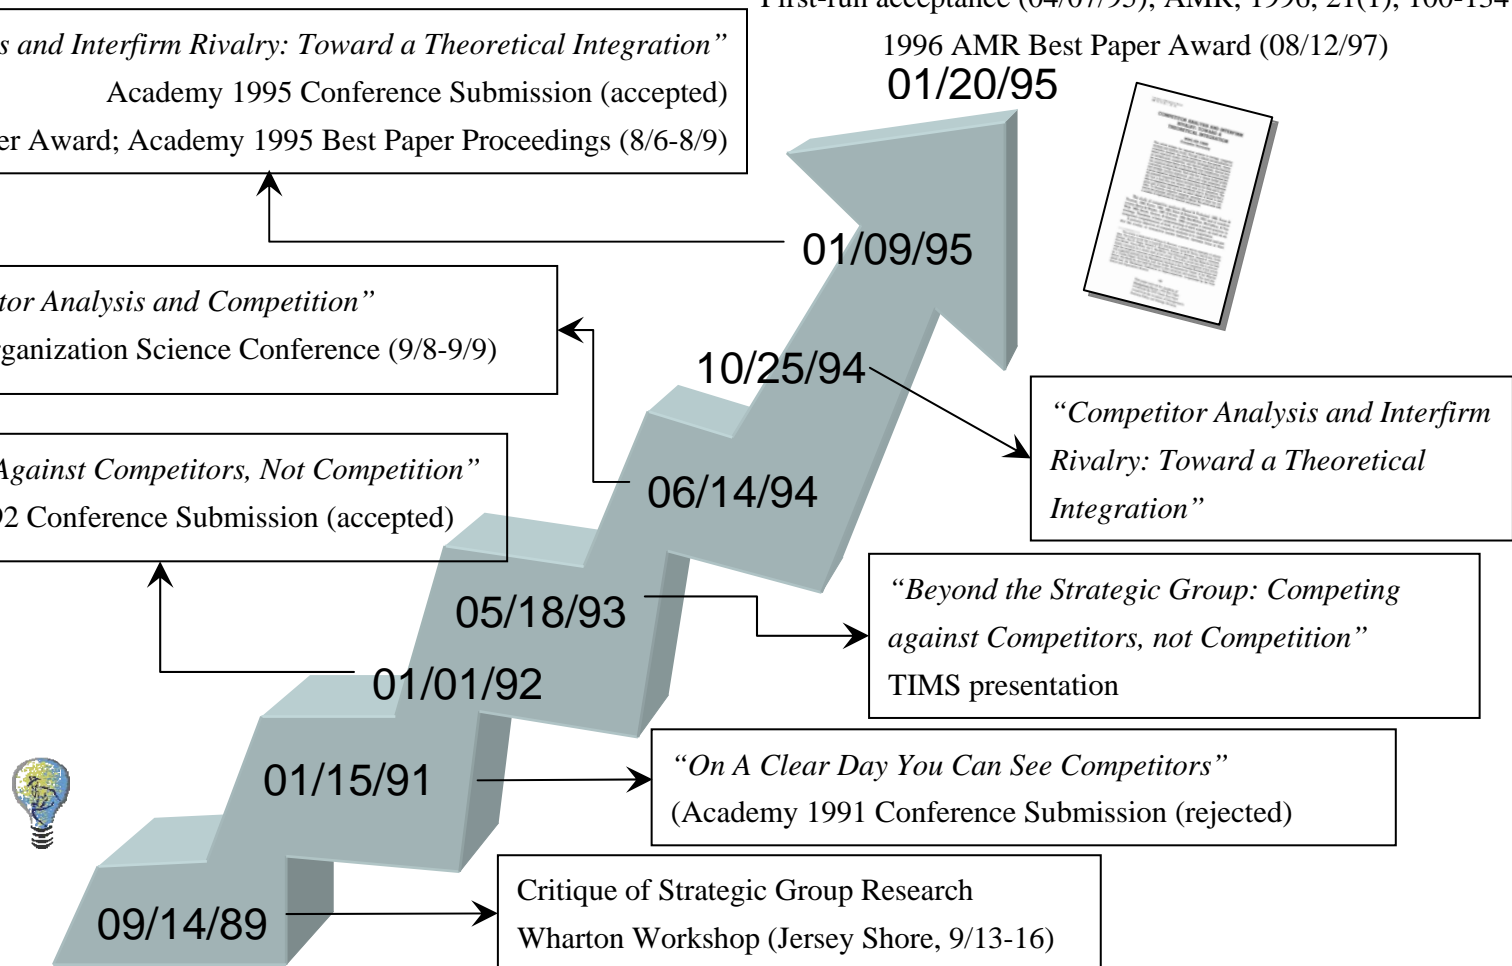 First-run acceptance (04/07/95); AMR, 1996, 21(1), 100-134
1996 AMR Best Paper Award (08/12/97)
01/20/95
and Interfirm Rivalry: Toward a Theoretical Integration”
Academy 1995 Conference Submission (accepted)
Award; Academy 1995 Best Paper Proceedings (8/6-8/9)
01/09/95
Analysis and Competition”
Science Conference (9/8-9/9)
10/25/94
“Competitor Analysis and Interfirm
Rivalry: Toward a Theoretical
Integration”
Against Competitors, Not Competition”
Conference Submission (accepted)
06/14/94
05/18/93
“Beyond the Strategic Group: Competing
against Competitors, not Competition”
TIMS presentation
01/01/92
01/15/91
“On A Clear Day You Can See Competitors”
(Academy 1991 Conference Submission (rejected)
09/14/89
Critique of Strategic Group Research
Wharton Workshop (Jersey Shore, 9/13-16)